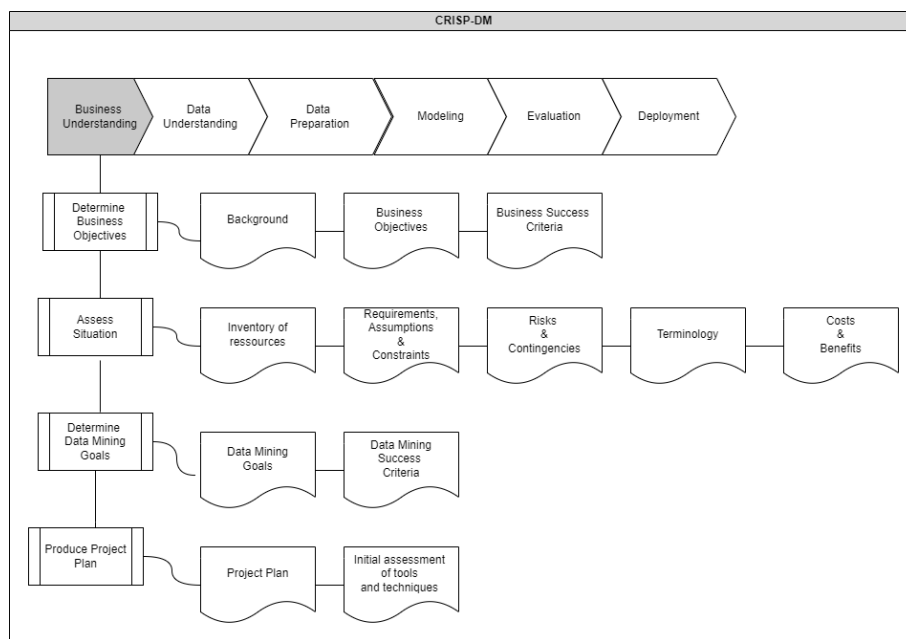 CRISP-DM
Business
Understanding
Data
Understanding
Data
Preparation
Modeling
Evaluation
Deployment
Determine
Business
Objectives
Background
Business
Objectives
Business Success
Criteria
Assess
Situation
Inventory of
ressources
Requirements,
Assumptions
&
Constraints
Risks
&
Contingencies
Terminology
Costs
&
Benefits
Determine
Data Mining
Goals
Data Mining
Goals
Data Mining
Success
Criteria
Produce Project
Plan
Project Plan
Initial assessment
of tools
and techniques